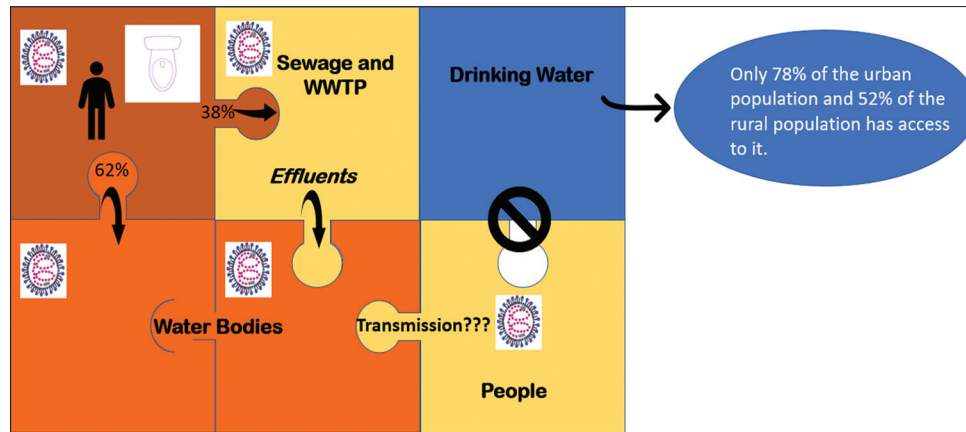 Sewage and
WWTP
Drinking Water
Only 78% of the urban
population and 52% of the
rural population has access
to it.
38%
62%
Effluents
Water Bodies
Transmission???
People